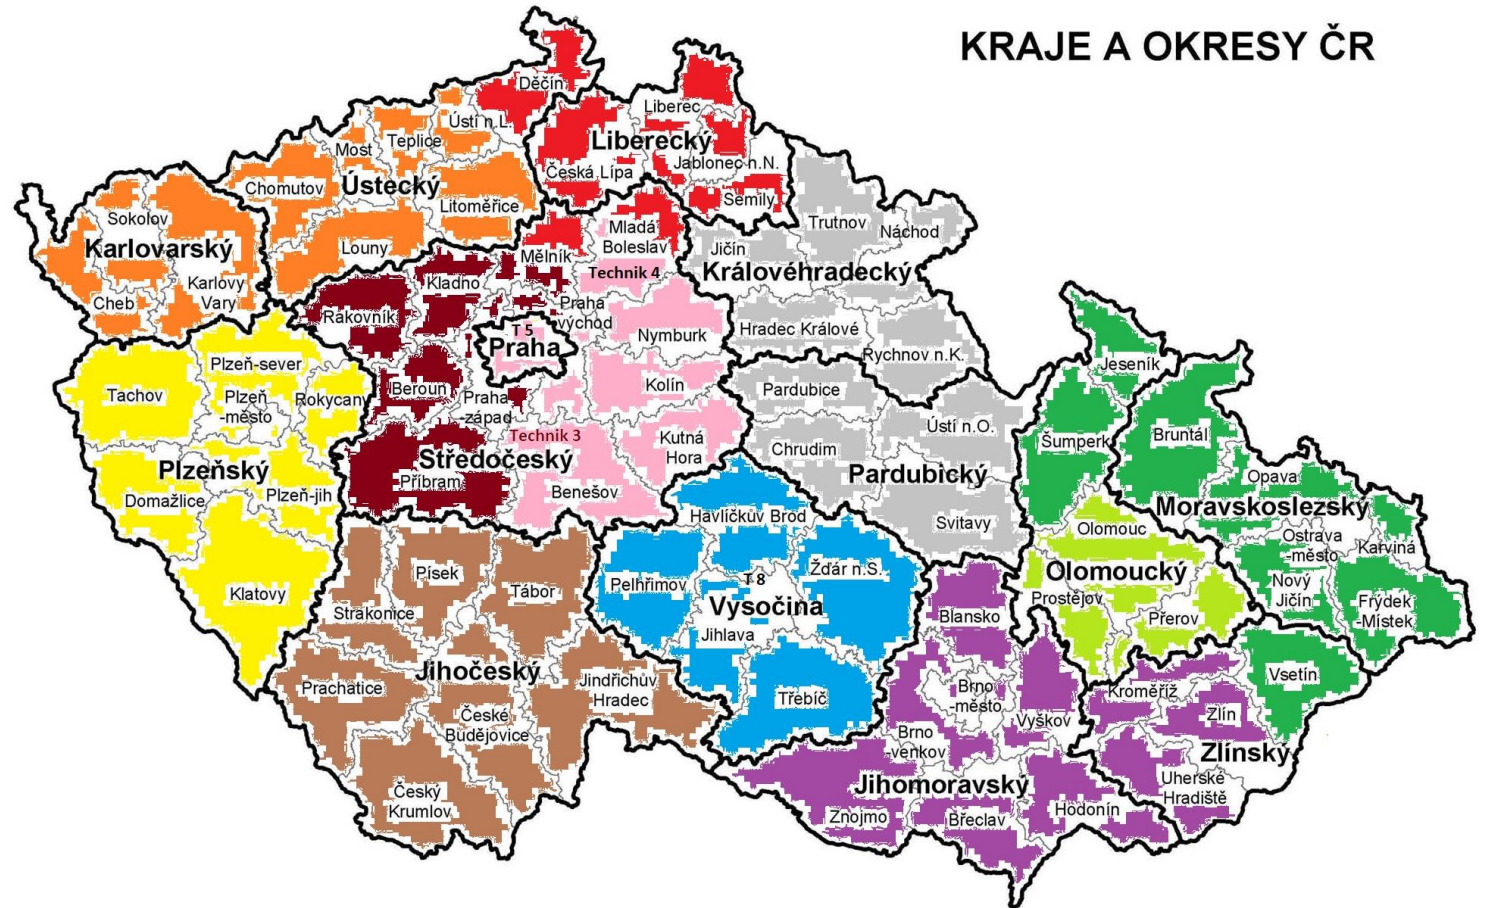 KRAJE A OKRESY ČR
Děčín
Liberec
Ústí n.L.
Teplice
Most
Liberecký
Jablonec n.N.
Česká Lípa
Chomutov
Ústecký
Litoměřice
Semily
Sokolov
Karlovarský
Louny
Mladá
Boleslav
Mělník
Trutnov
Náchod
Jičín
Královéhradecký
Cheb
Karlovy
Vary
Kladno
Technik 4
Rakovník
Praha
východ
Nymburk
T 5
Praha
Hradec Králové
Rychnov n.K.
Plzeň-sever
Tachov
Plzeň
-město
Rokycany
Beroun
Praha
-západ
Kolín
Pardubice
Jeseník
Technik 3
Kutná
Hora
Chrudim
Ústí n.O.
Šumperk
Bruntál
Plzeňský
Středočeský
Pardubický
Příbram
Benešov
Domažlice
Plzeň-jih
Opava
Moravskoslezský
Havlíčkův Brod
Svitavy
Olomouc
Ostrava
-město
Karviná
Klatovy
Písek
Tábor
Strakonice
Pelhřimov
T 8
Žďár n.S.
Vysočina
Jihlava
Olomoucký
Prostějov
Přerov
Nový
Jičín
Frýdek
-Místek
Blansko
Jihočeský
Prachatice
Jindřichův
Hradec
Třebíč
Brno
-město
Vyškov
Kroměříž
Zlín
Vsetín
České
Budějovice
Brno
-venkov
Zlínský
Český
Krumlov
Jihomoravský
Uherské
Hradiště
Znojmo
Břeclav
Hodonín